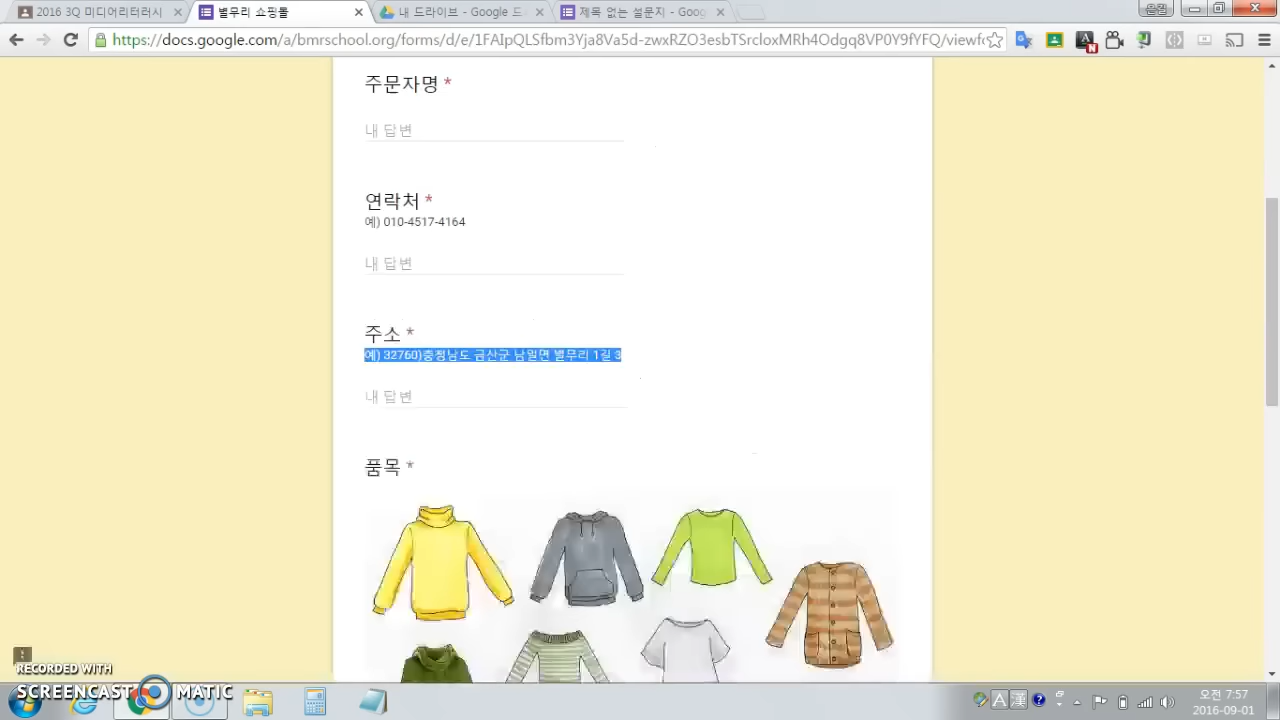 2016 3Q 미디어리터러시
별무리 쇼핑몰
내 드라이브 - Google 드
제목 없는 설문지 - Goog
https://docs.google.com/a/bmrschool.org/forms/d/e/1FAIpQLSfbm3Yja8Va5d-zwxRZO3esbTSrcloxMRh4Odgq8VP0Y9fYFQ/viewfo
주문자명 *
내 답변
연락처 *
예) 010-4517-4164
내 답변
주소 *
예) 32760)충청남도 금산군 남일면 별무리 1길 3
내 답변
품목 *
RECORDED WITH
SCREENCAST MATIC
A 漢
오전 7:57
2016-09-01